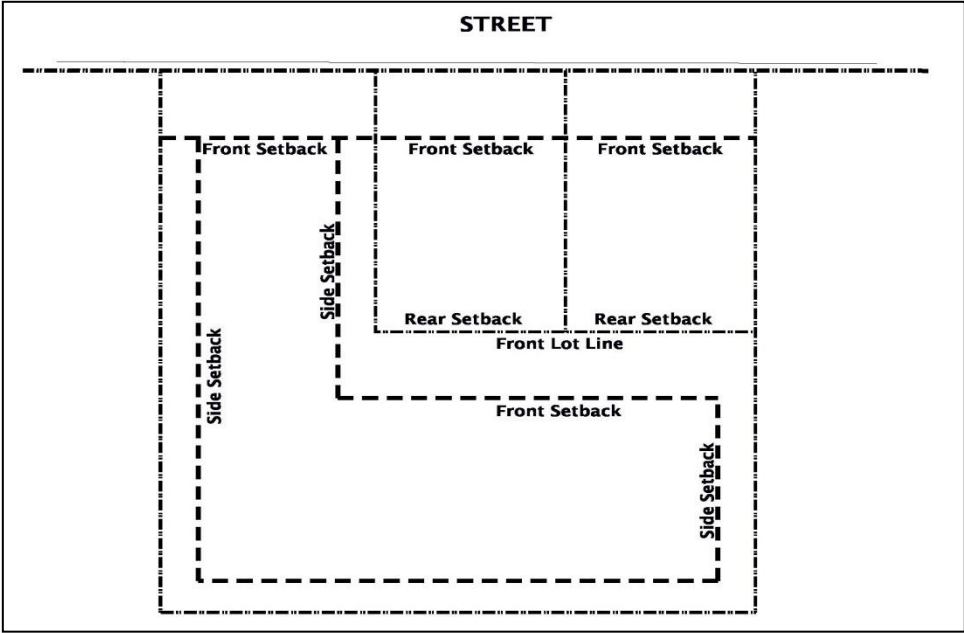 STREET
Front Setback
Front Setback
Front Setback
Side Setback
Rear Setback
Rear Setback
Front Lot Line
Side Setback
Front Setback
Side Setback